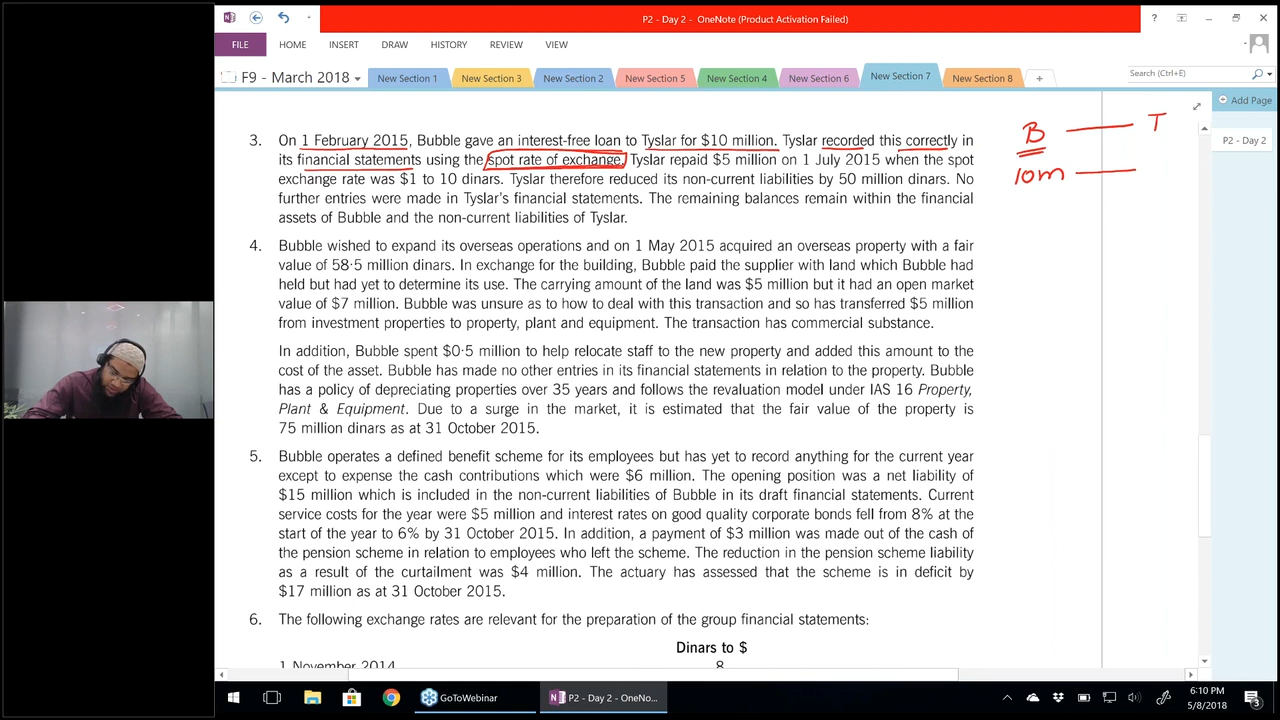 P2 - Day 2 - OneNote (Product Activation Failed)
FILE HOME INSERT DRAW HISTORY REVIEW VIEW
F9 - March 2018 New Section 1 New Section 3 New Section 2 New Section 5 New Section 4 New Section 6 New Section 7 New Section 8 Search (Ctrl+E)
Add Page
P2 - Day 2
3. On 1 February 2015, Bubble gave an interest-free loan to Tyslar for $10 million. Tyslar recorded this correctly in
its financial statements using the spot rate of exchange. Tyslar repaid $5 million on 1 July 2015 when the spot
exchange rate was $1 to 10 dinars. Tyslar therefore reduced its non-current liabilities by 50 million dinars. No
further entries were made in Tyslar's financial statements. The remaining balances remain within the financial
assets of Bubble and the non-current liabilities of Tyslar.
B T
10m
4. Bubble wished to expand its overseas operations and on 1 May 2015 acquired an overseas property with a fair
value of 58·5 million dinars. In exchange for the building, Bubble paid the supplier with land which Bubble had
held but had yet to determine its use. The carrying amount of the land was $5 million but it had an open market
value of $7 million. Bubble was unsure as to how to deal with this transaction and so has transferred $5 million
from investment properties to property, plant and equipment. The transaction has commercial substance.
In addition, Bubble spent $0·5 million to help relocate staff to the new property and added this amount to the
cost of the asset. Bubble has made no other entries in its financial statements in relation to the property. Bubble
has a policy of depreciating properties over 35 years and follows the revaluation model under IAS 16 Property,
Plant & Equipment. Due to a surge in the market, it is estimated that the fair value of the property is
75 million dinars as at 31 October 2015.
5. Bubble operates a defined benefit scheme for its employees but has yet to record anything for the current year
except to expense the cash contributions which were $6 million. The opening position was a net liability of
$15 million which is included in the non-current liabilities of Bubble in its draft financial statements. Current
service costs for the year were $5 million and interest rates on good quality corporate bonds fell from 8% at the
start of the year to 6% by 31 October 2015. In addition, a payment of $3 million was made out of the cash of
the pension scheme in relation to employees who left the scheme. The reduction in the pension scheme liability
as a result of the curtailment was $4 million. The actuary has assessed that the scheme is in deficit by
$17 million as at 31 October 2015.
6. The following exchange rates are relevant for the preparation of the group financial statements:
Dinars to $
1 November 2014 8
GoToWebinar P2 - Day 2 - OneNo... 6:10 PM
5/8/2018 3